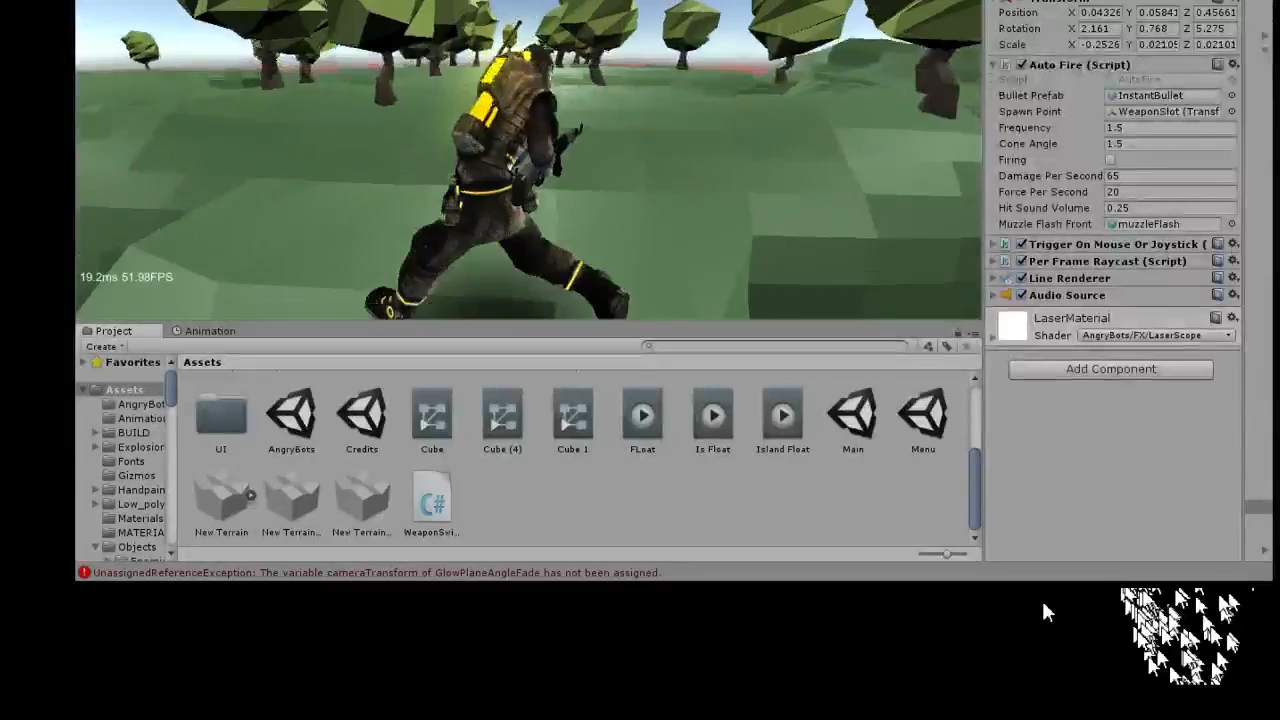 Transform
Position X 0.04326 Y 0.05841 Z 0.45661
Rotation X 2.161 Y 0.768 Z 5.275
Scale X -0.2526 Y 0.02105 Z 0.02101
Auto Fire (Script)
Script AutoFire
Bullet Prefab InstantBullet
Spawn Point WeaponSlot (Transf
Frequency 1.5
Cone Angle 1.5
Firing
Damage Per Second 65
Force Per Second 20
Hit Sound Volume 0.25
Muzzle Flash Front muzzleFlash
Trigger On Mouse Or Joystick (
Per Frame Raycast (Script)
Line Renderer
Audio Source
LaserMaterial
Shader AngryBots/FX/LaserScope
Add Component
19.2ms 51.98FPS
Project Animation
Create
Favorites
Assets
AngryBot
Animatio
BUILD
Explosion
Fonts
Gizmos
Handpain
Low_poly
Materials
MATERIA
Objects
Assets
UI AngryBots Credits Cube Cube (4) Cube 1 FLoat Is Float Island Float Main Menu
New Terrain New Terrain... New Terrain... WeaponSwi...
UnassignedReferenceException: The variable cameraTransform of GlowPlaneAngleFade has not been assigned.